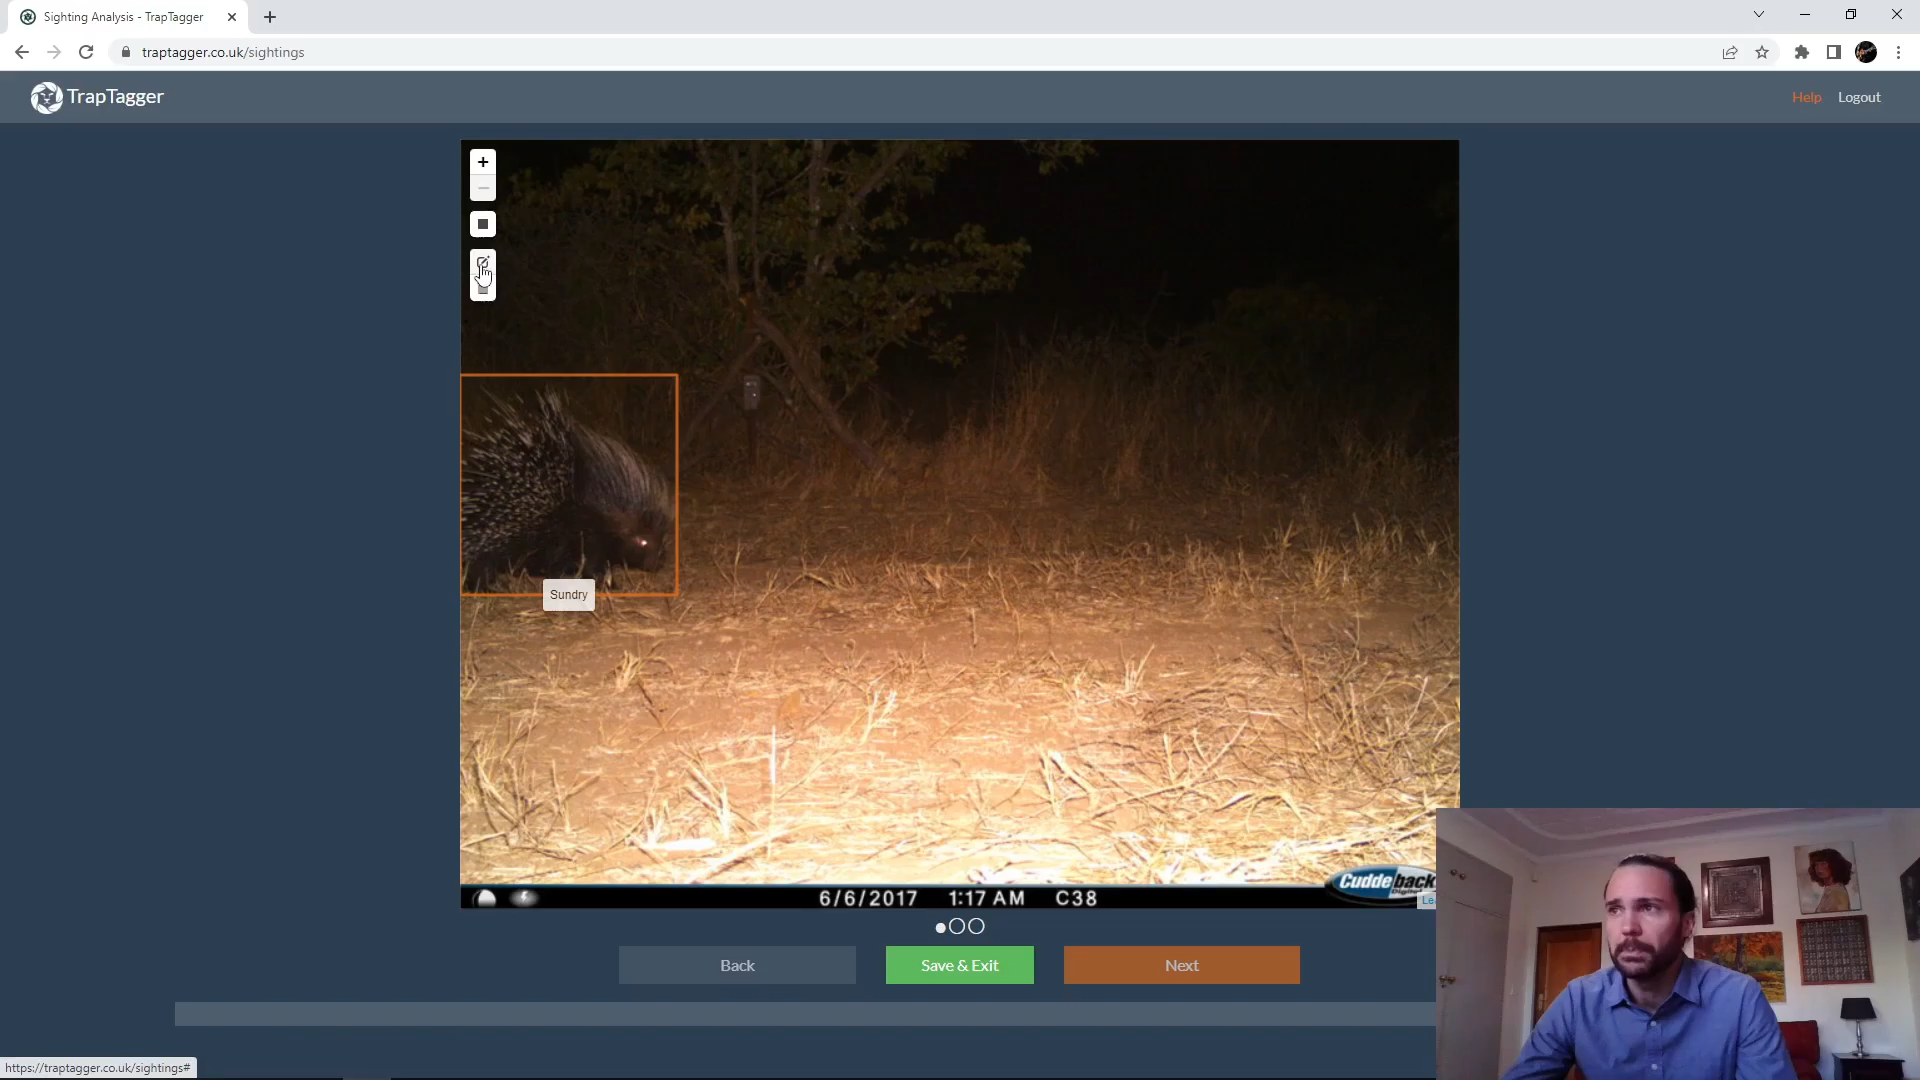 Sighting Analysis - TrapTagger
traptagger.co.uk/sightings
TrapTagger
Help
Logout
+
Sundry
Cuddeback
Digital
6/6/2017 1:17 AM C38
Back
Save & Exit
Next
https://traptagger.co.uk/sightings#